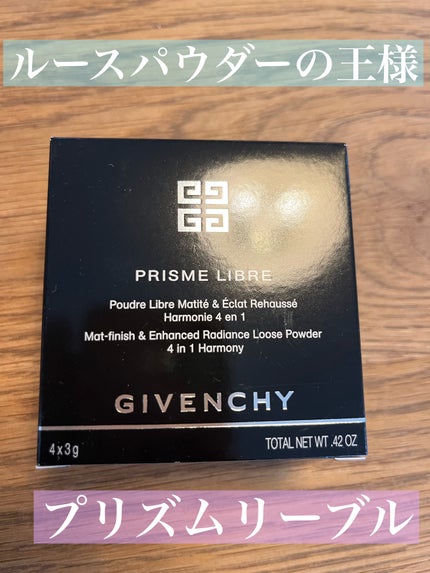 ルースパウダーの王様
PRISME LIBRE
Poudre Libre Matité & Éclat Rehaussé
Harmonie 4 en 1
Mat-finish & Enhanced Radiance Loose Powder
4 in 1 Harmony
GIVENCHY
4x3g
TOTAL NET WT .42 OZ
プリズムリーブル